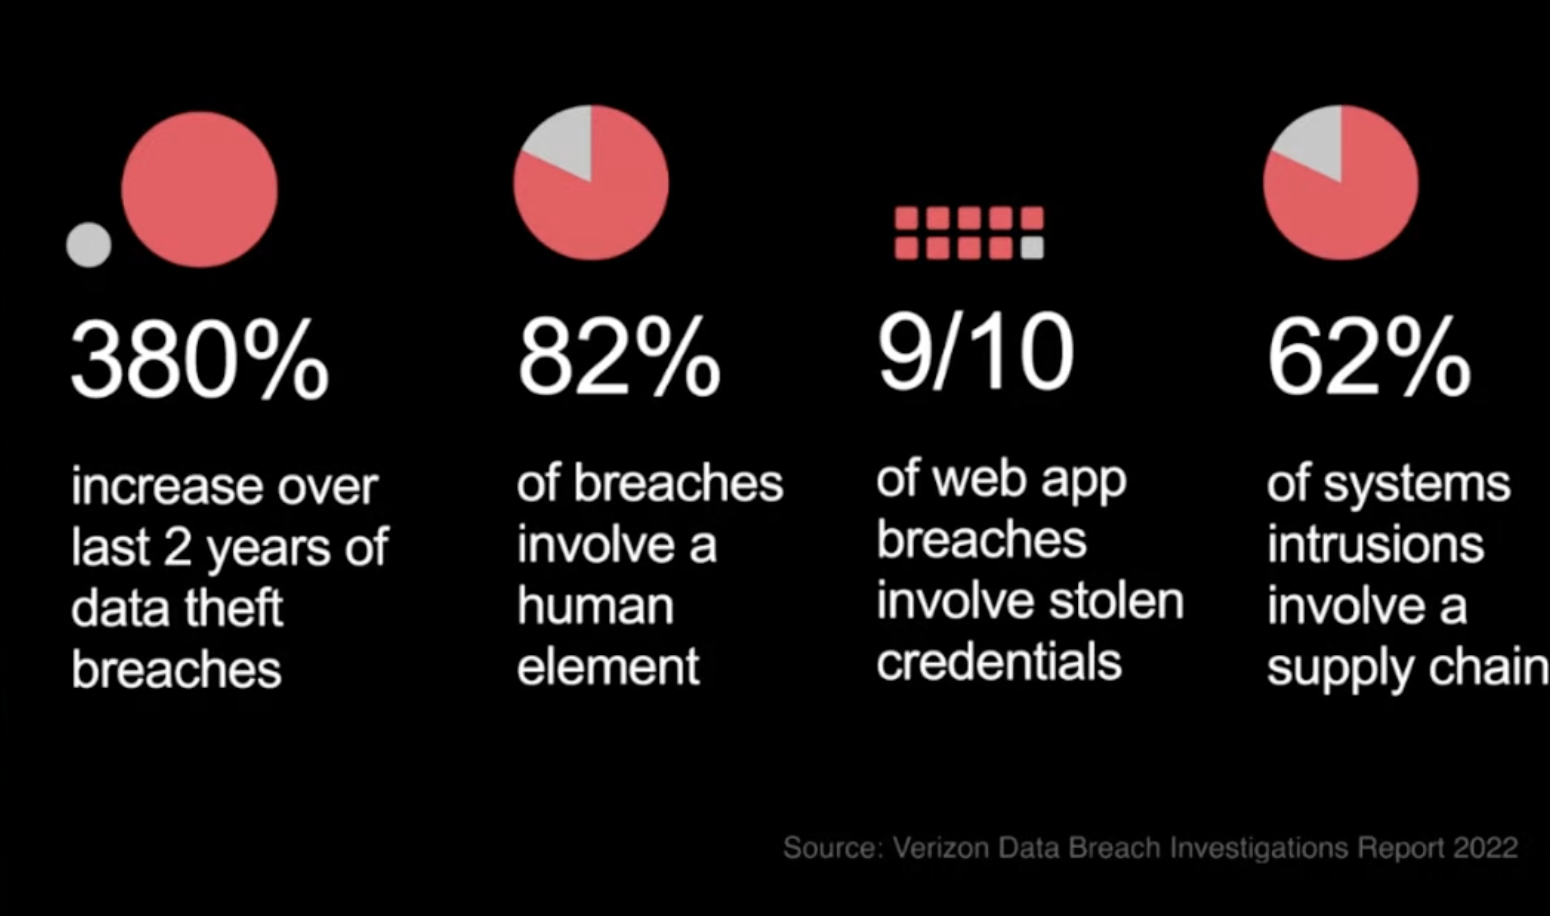 380%
increase over
last 2 years of
data theft
breaches
82%
of breaches
involve a
human
element
9/10
of web app
breaches
involve stolen
credentials
62%
of systems
intrusions
involve a
supply chain
Source: Verizon Data Breach Investigations Report 2022